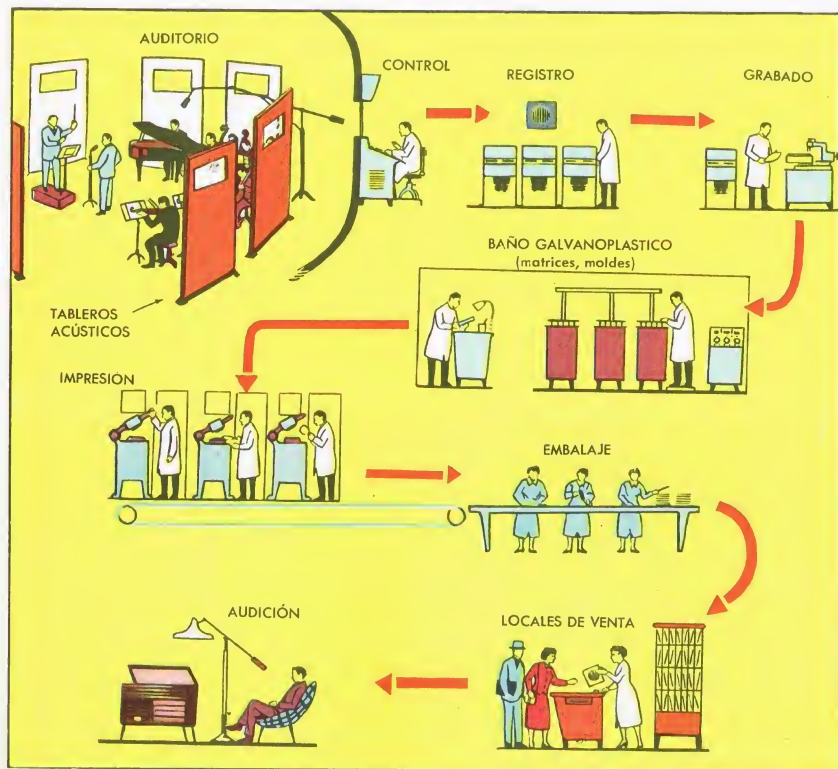 AUDITORIO
CONTROL
REGISTRO
GRABADO
BAÑO GALVANOPLASTICO
(matrices, moldes)
TABLEROS
ACÚSTICOS
IMPRESIÓN
EMBALAJE
AUDICIÓN
LOCALES DE VENTA